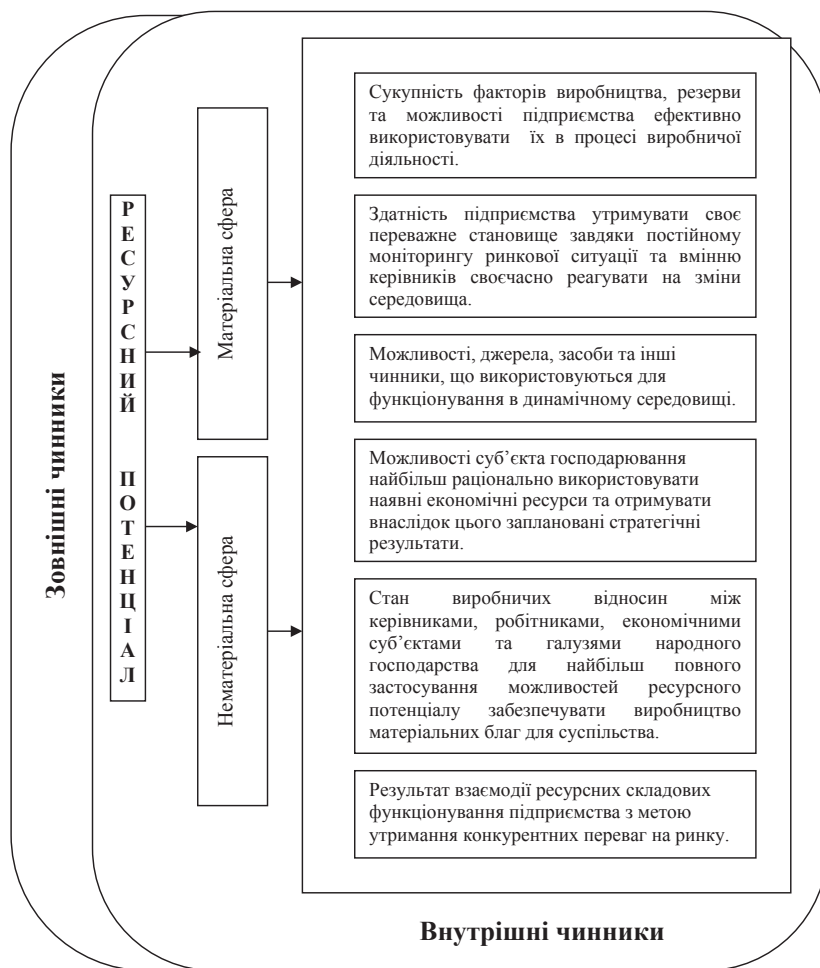 Зовнішні чинники
РЕСУРСНИЙ ПОТЕНЦІАЛ
Матеріальна сфера
Нематеріальна сфера
Сукупність факторів виробництва, резерви
та можливості підприємства ефективно
використовувати їх в процесі виробничої
діяльності.
Здатність підприємства утримувати своє
переважне становище завдяки постійному
моніторингу ринкової ситуації та вмінню
керівників своєчасно реагувати на зміни
середовища.
Можливості, джерела, засоби та інші
чинники, що використовуються для
функціонування в динамічному середовищі.
Можливості суб’єкта господарювання
найбільш раціонально використовувати
наявні економічні ресурси та отримувати
внаслідок цього заплановані стратегічні
результати.
Стан виробничих відносин між
керівниками, робітниками, економічними
суб’єктами та галузями народного
господарства для найбільш повного
застосування можливостей ресурсного
потенціалу забезпечувати виробництво
матеріальних благ для суспільства.
Результат взаємодії ресурсних складових
функціонування підприємства з метою
утримання конкурентних переваг на ринку.
Внутрішні чинники